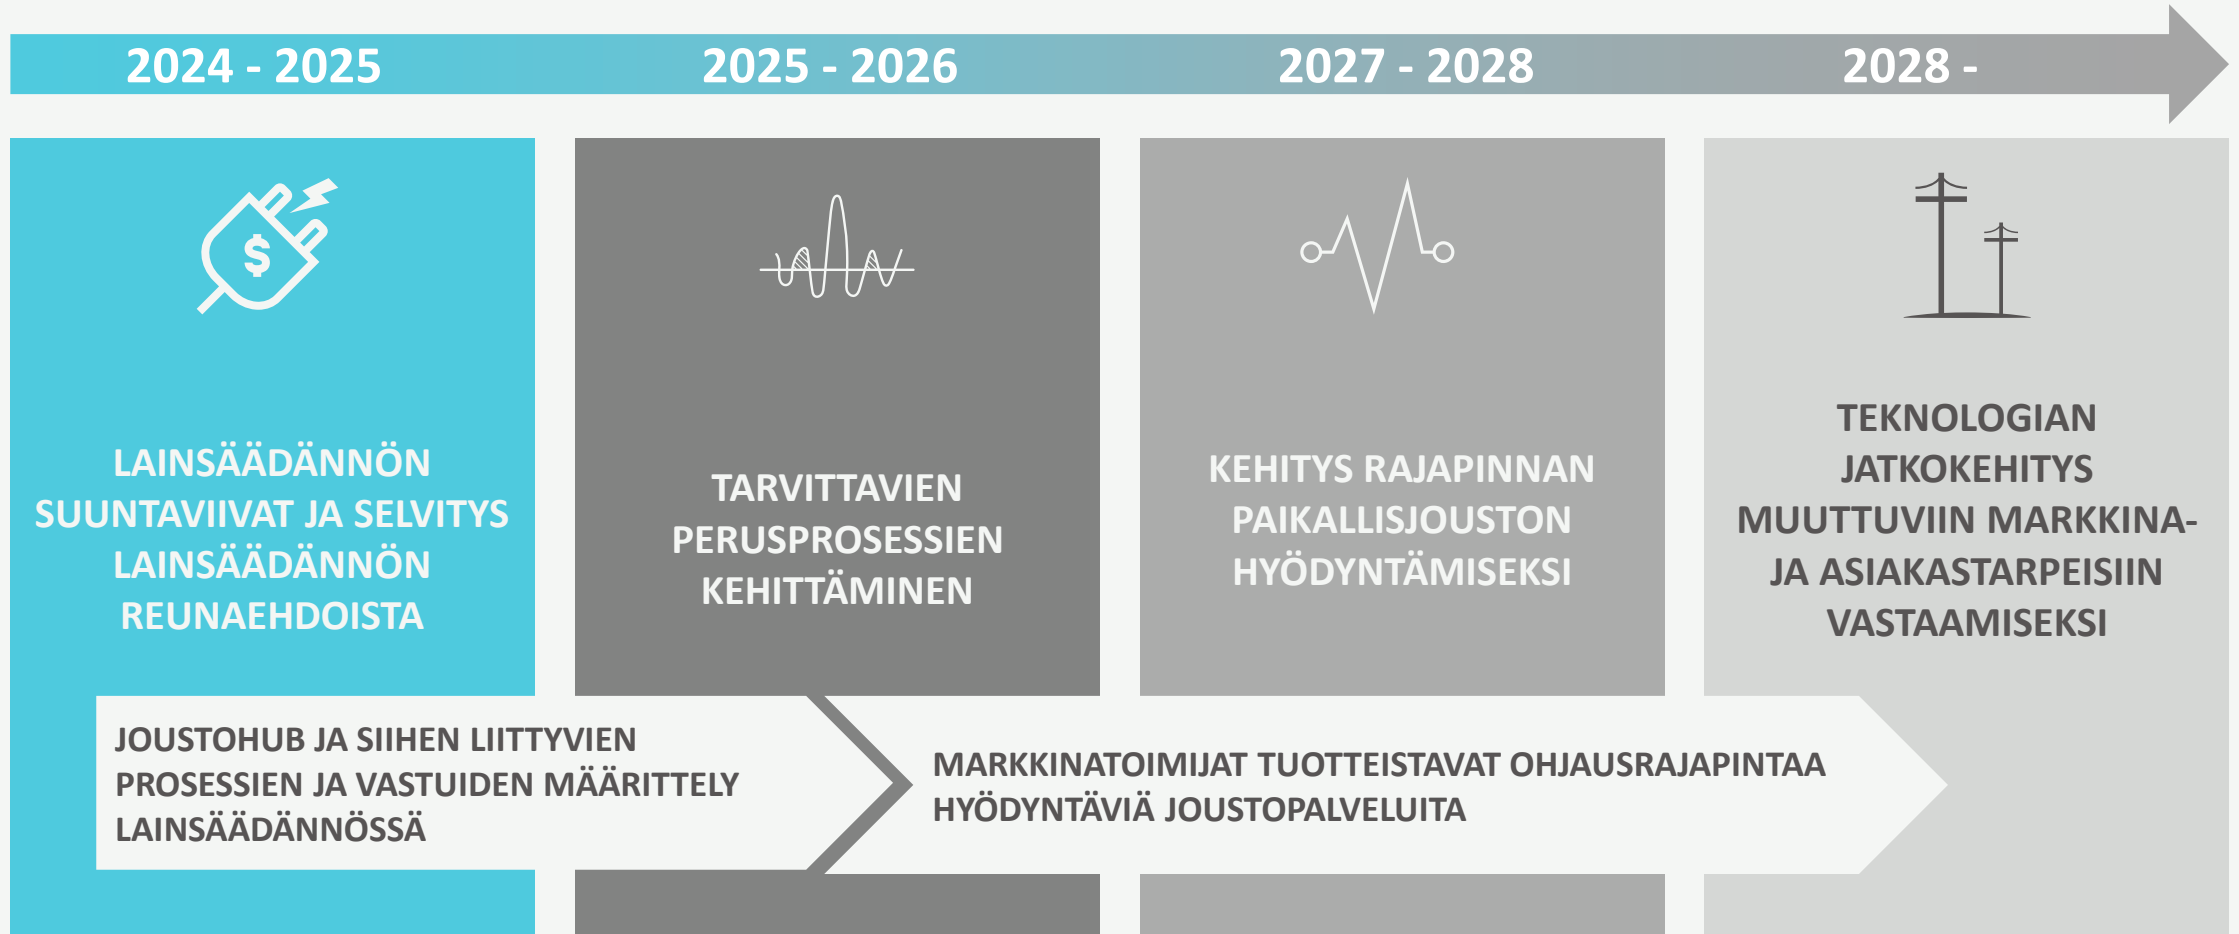 2024 - 2025
2025 - 2026
2027 - 2028
2028 -
$
LAINSÄÄDÄNNÖN
SUUNTAVIIVAT JA SELVITYS
LAINSÄÄDÄNNÖN
REUNAEHDOISTA
TARVITTAVIEN
PERUSPROSESSIEN
KEHITTÄMINEN
KEHITYS RAJAPINNAN
PAIKALLISJOUSTON
HYÖDYNTÄMISEKSI
TEKNOLOGIAN
JATKOKEHITYS
MUUTTUVIIN MARKKINA-
JA ASIAKASTARPEISIIN
VASTAAMISEKSI
JOUSTOHUB JA SIIHEN LIITTYVIEN
PROSESSIEN JA VASTUIDEN MÄÄRITTELY
LAINSÄÄDÄNNÖSSÄ
MARKKINATOIMIJAT TUOTTEISTAVAT OHJAUSRAJAPINTAA
HYÖDYNTÄVIÄ JOUSTOPALVELUITA